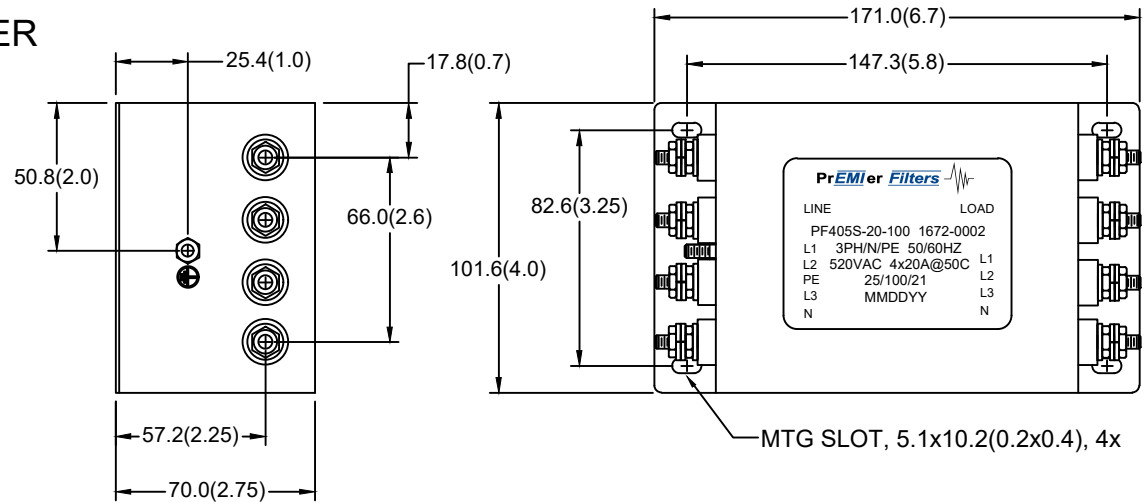 ER
25.4(1.0)
17.8(0.7)
50.8(2.0)
66.0(2.6)
57.2(2.25)
70.0(2.75)
171.0(6.7)
147.3(5.8)
82.6(3.25)
101.6(4.0)
PrEMIer Filters
LINE LOAD
PF405S-20-100 1672-0002
L1 3PH/N/PE 50/60HZ L1
L2 520VAC 4x20A@50C L2
PE 25/100/21 L3
L3 MMDDYY N
N
MTG SLOT, 5.1x10.2(0.2x0.4), 4x